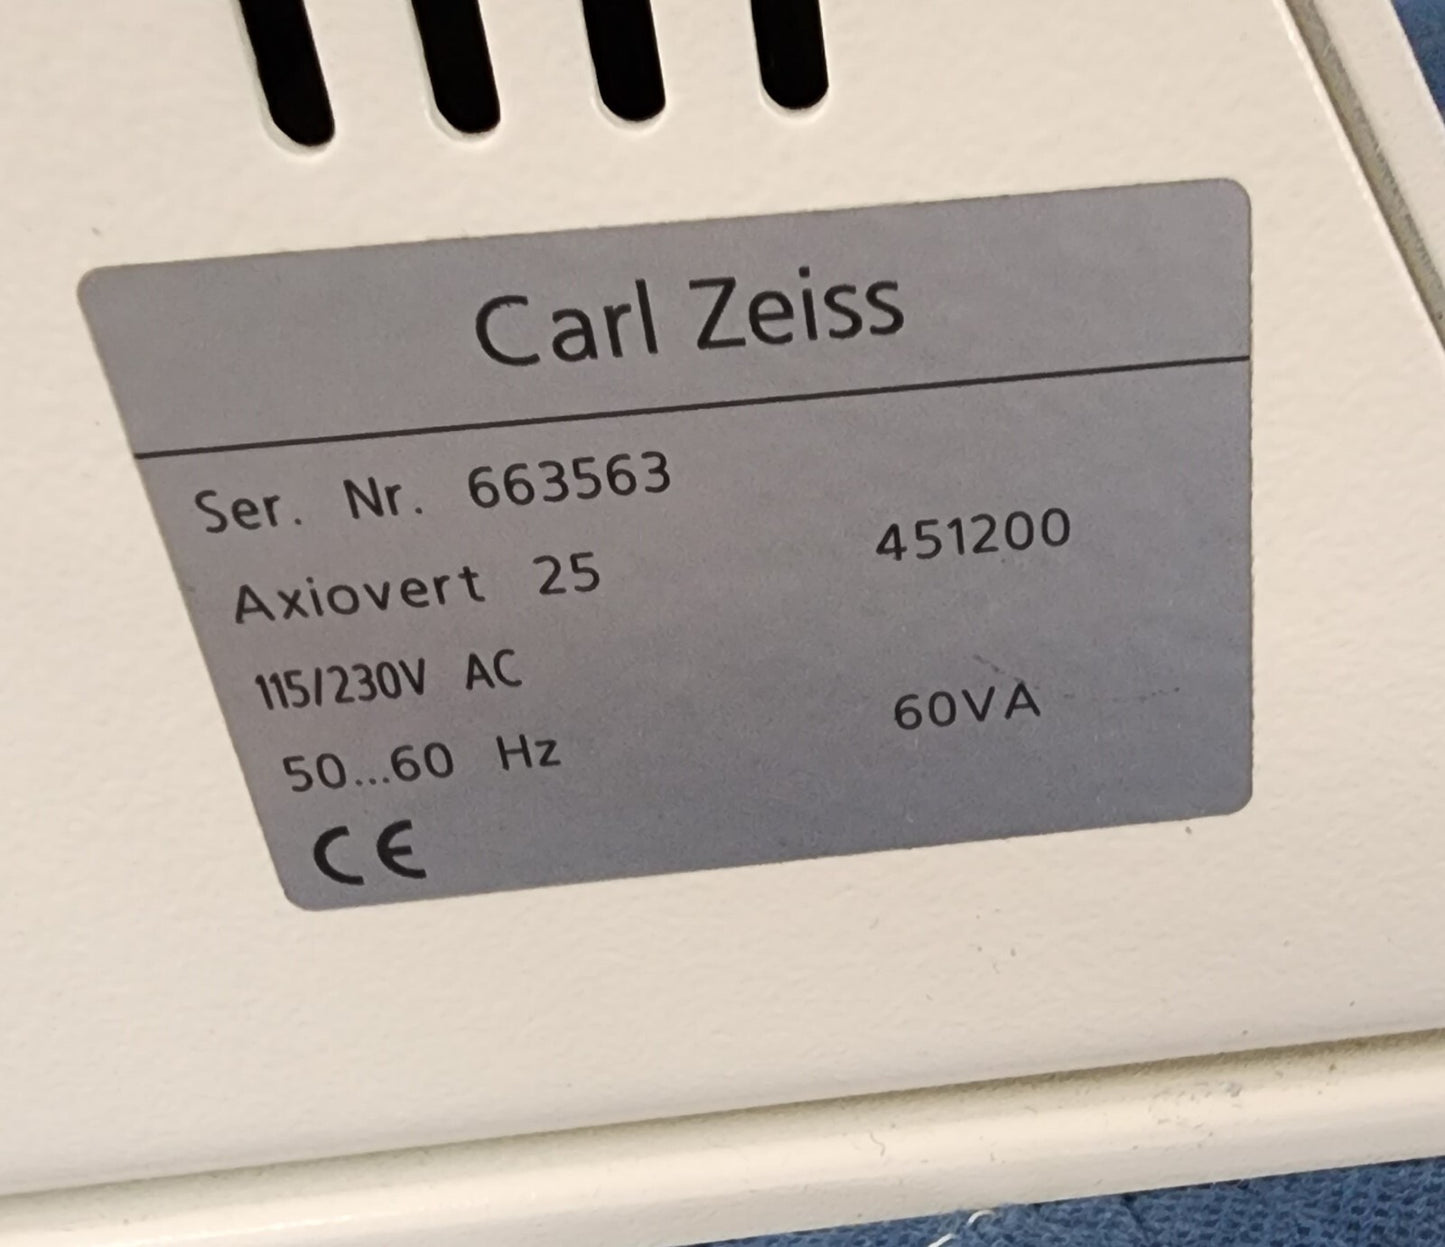 Carl Zeiss
Ser. Nr. 663563
Axiovert 25 451200
115/230V AC
50...60 Hz 60VA
CE